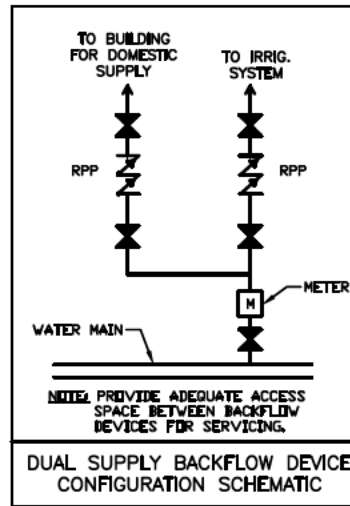 TO BUILDING
FOR DOMESTIC
SUPPLY
TO IRRIG.
SYSTEM
RPP
RPP
M
METER
WATER MAIN
NOTE: PROVIDE ADEQUATE ACCESS
SPACE BETWEEN BACKFLOW
DEVICES FOR SERVICING.
DUAL SUPPLY BACKFLOW DEVICE
CONFIGURATION SCHEMATIC